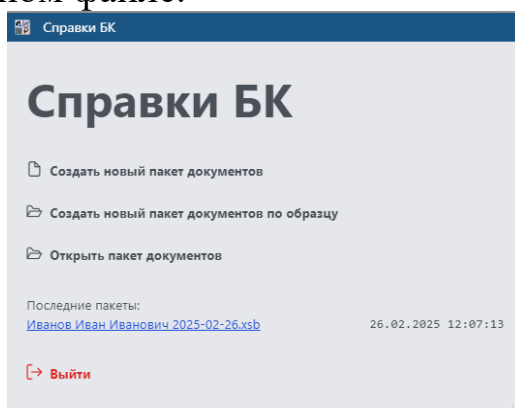 файле.
Справки БК
Справки БК
Создать новый пакет документов
Создать новый пакет документов по образцу
Открыть пакет документов
Последние пакеты:
Иванов Иван Иванович 2025-02-26.xsb 26.02.2025 12:07:13
Выйти